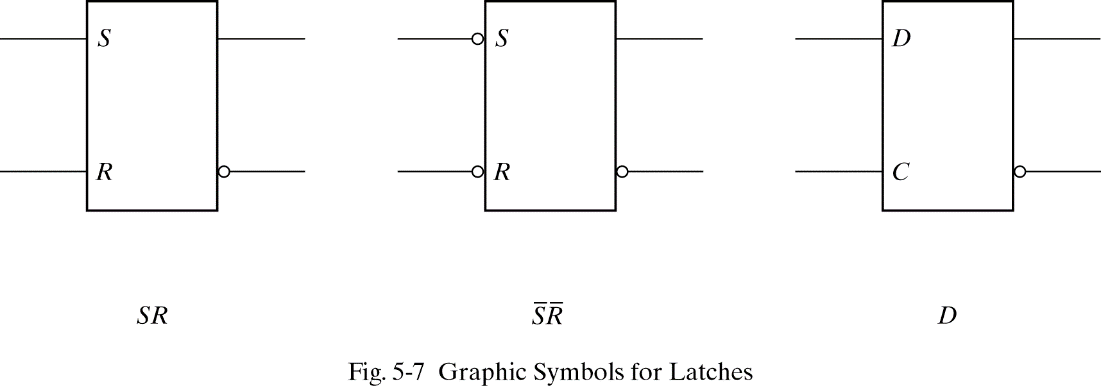 S S D
R R C
SR S̅R̅ D
Fig. 5-7 Graphic Symbols for Latches